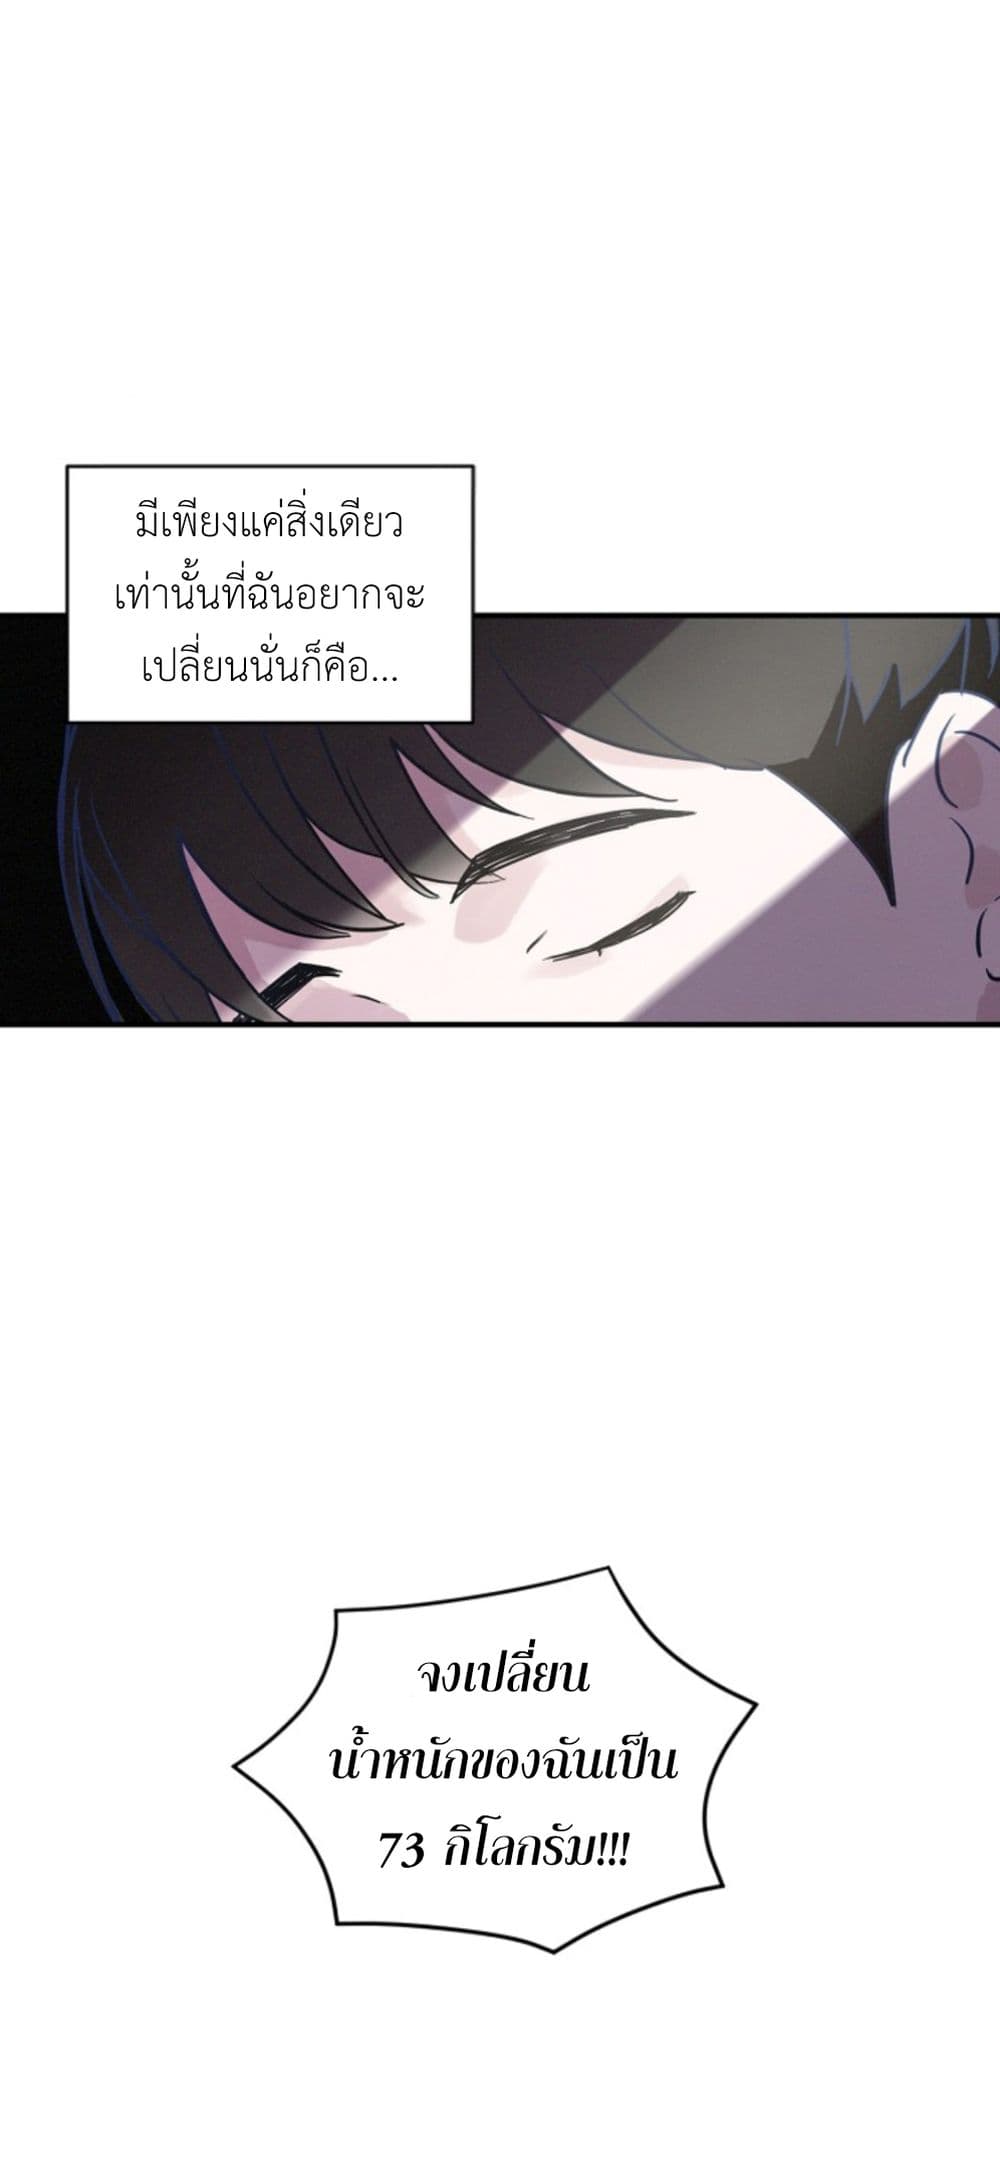 มีเพียงแค่สิ่งเดียว
เท่านั้นที่ฉันอยากจะ
เปลี่ยนนั่นก็คือ...
จงเปลี่ยน
น้ำหนักของฉันเป็น
73 กิโลกรัม!!!